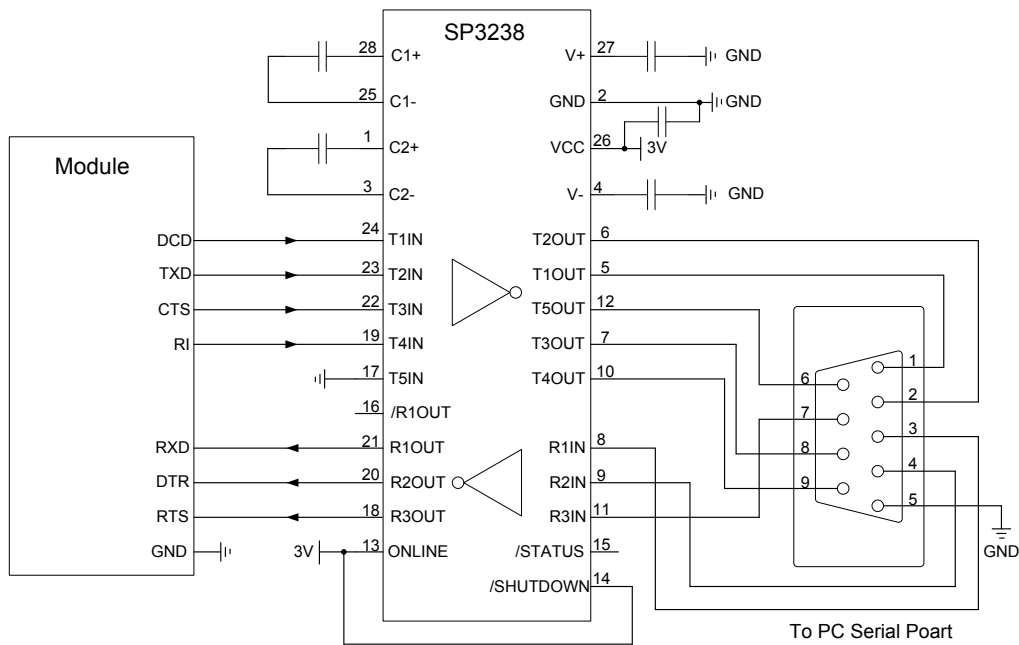 SP3238
28 C1+ V+ 27 GND
25 C1- GND 2 GND
1 C2+ VCC 26 3V
3 C2- V- 4 GND
Module
DCD 24 T1IN T2OUT 6
TXD 23 T2IN T1OUT 5
CTS 22 T3IN T5OUT 12
RI 19 T4IN T3OUT 7
17 T5IN T4OUT 10
16 /R1OUT
RXD 21 R1OUT R1IN 8
DTR 20 R2OUT R2IN 9
RTS 18 R3OUT R3IN 11
GND 3V 13 ONLINE /STATUS 15
/SHUTDOWN 14
1
6
2
7
3
8
4
9
5
GND
To PC Serial Poart